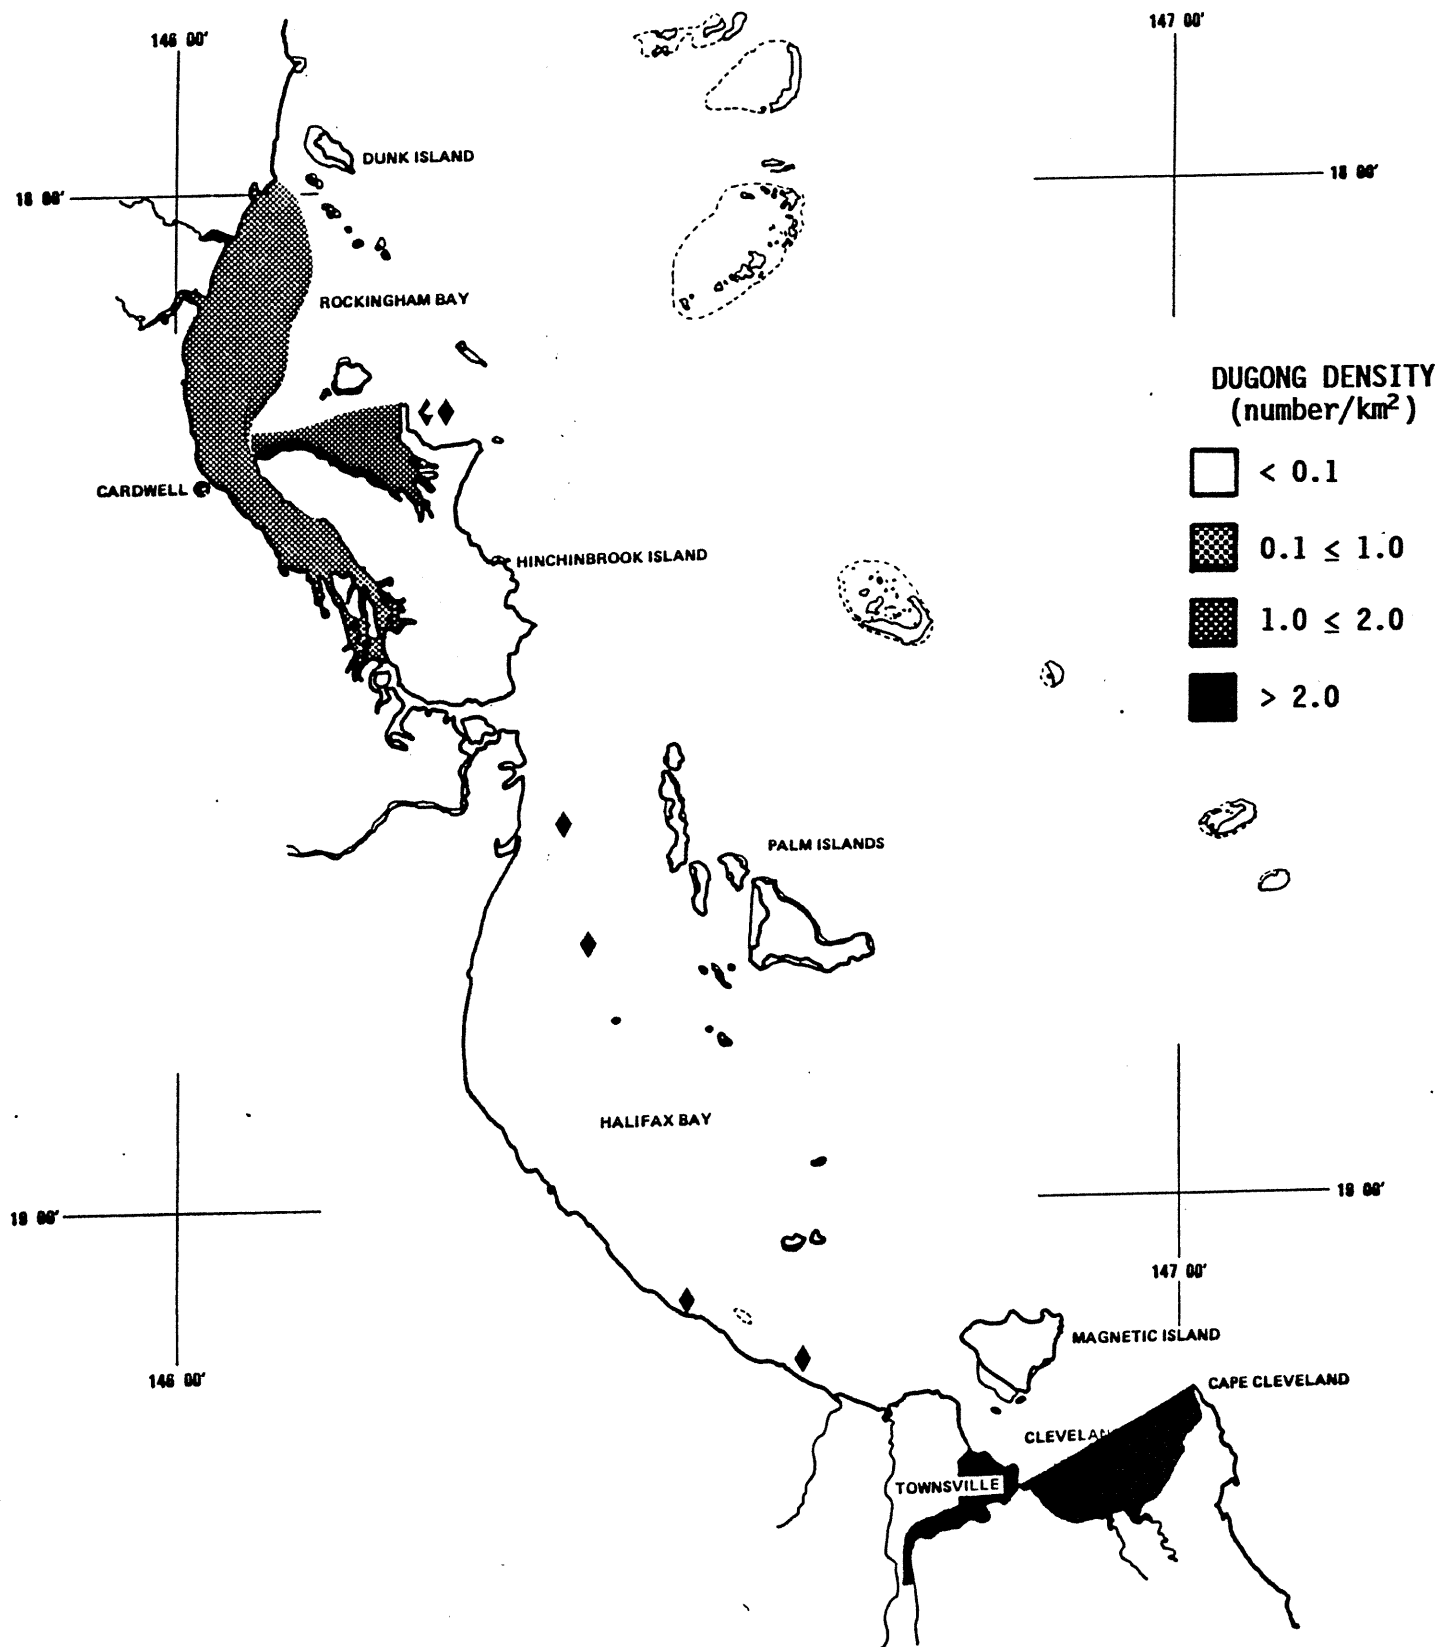 146 00'
147 00'
DUNK ISLAND
18 00'
18 00'
ROCKINGHAM BAY
DUGONG DENSITY
(number/km²)
< 0.1
CARDWELL
0.1 ≤ 1.0
HINCHINBROOK ISLAND
1.0 ≤ 2.0
> 2.0
PALM ISLANDS
HALIFAX BAY
19 00'
19 00'
147 00'
MAGNETIC ISLAND
146 00'
CAPE CLEVELAND
CLEVELAN
TOWNSVILLE